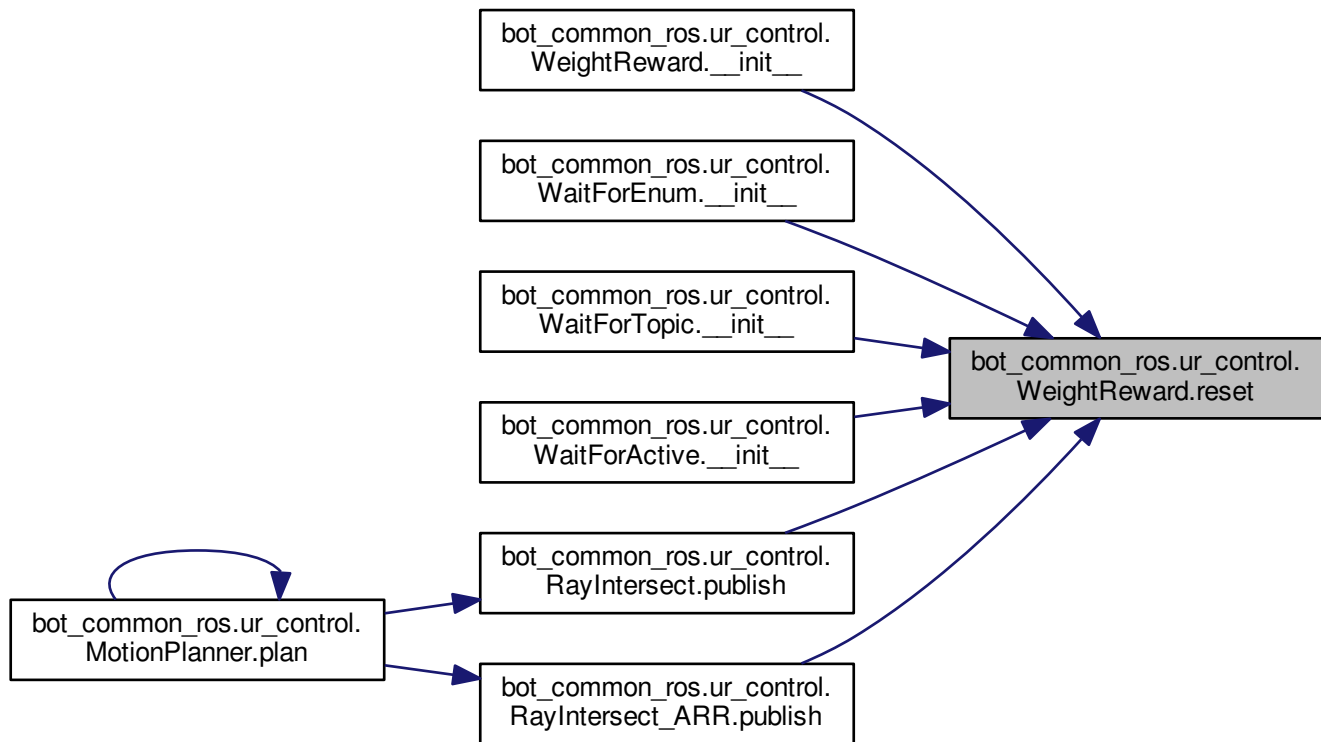 bot_common_ros.ur_control.
WeightReward.__init__
bot_common_ros.ur_control.
WaitForEnum.__init__
bot_common_ros.ur_control.
WaitForTopic.__init__
bot_common_ros.ur_control.
WeightReward.reset
bot_common_ros.ur_control.
WaitForActive.__init__
bot_common_ros.ur_control.
RayIntersect.publish
bot_common_ros.ur_control.
MotionPlanner.plan
bot_common_ros.ur_control.
RayIntersect_ARR.publish